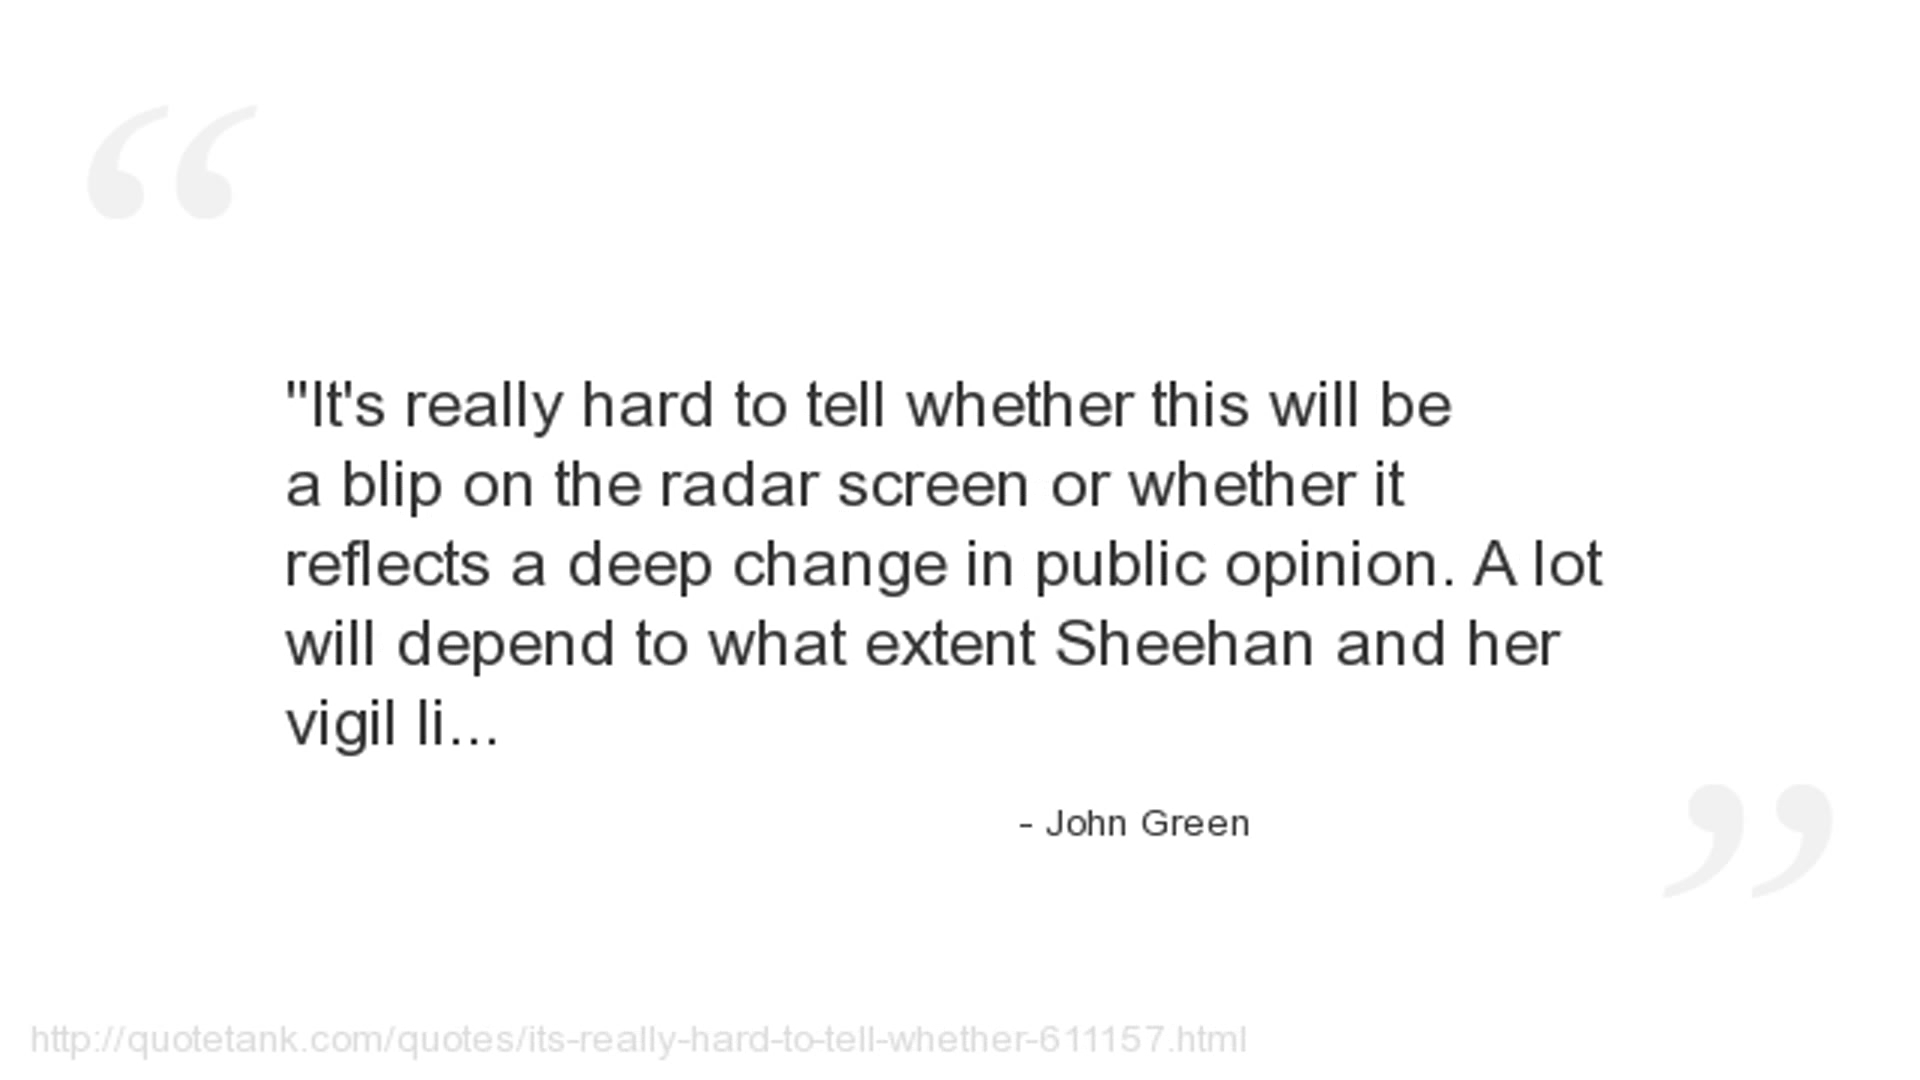 "It's really hard to tell whether this will be
a blip on the radar screen or whether it
reflects a deep change in public opinion. A lot
will depend to what extent Sheehan and her
vigil li...
- John Green
http://quotetank.com/quotes/its-really-hard-to-tell-whether-611157.html